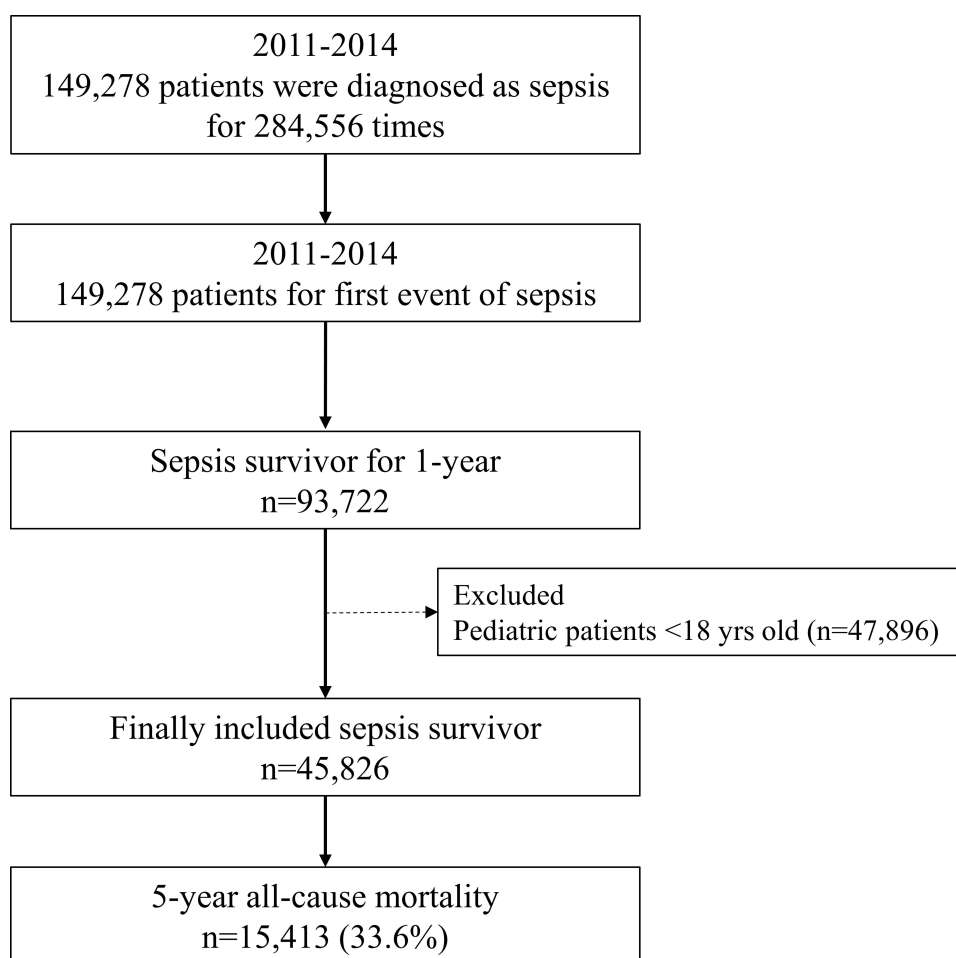 2011-2014
149,278 patients were diagnosed as sepsis
for 284,556 times
2011-2014
149,278 patients for first event of sepsis
Sepsis survivor for 1-year
n=93,722
Excluded
Pediatric patients <18 yrs old (n=47,896)
Finally included sepsis survivor
n=45,826
5-year all-cause mortality
n=15,413 (33.6%)